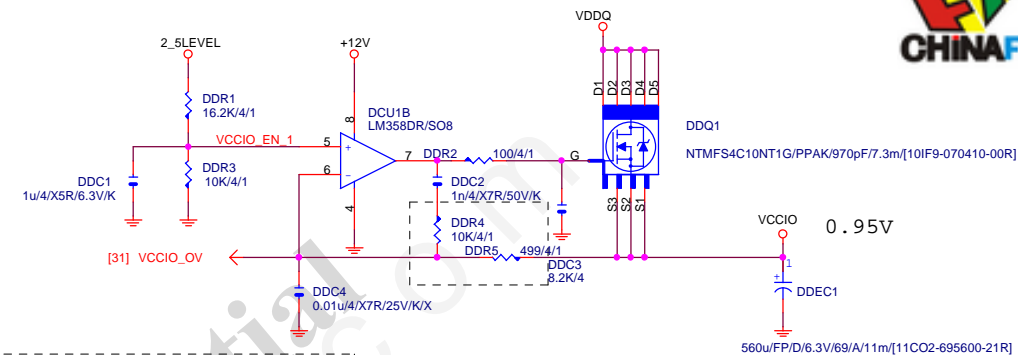 VDDQ
CHiNAF
2_5LEVEL
+12V
D1
D2
D3
D4
D5
DDR1
16.2K/4/1
DCU1B
LM358DR/SO8
8
DDQ1
VCCIO_EN_1
5
+
7
DDR2
100/4/1
G
NTMFS4C10NT1G/PPAK/970pF/7.3m/[10IF9-070410-00R]
DDR3
10K/4/1
6
−
DDC1
1u/4/X5R/6.3V/K
4
DDC2
1n/4/X7R/50V/K
S3
S2
S1
DDR4
10K/4/1
VCCIO
0.95V
[31] VCCIO_OV
DDR5
499/4/1
DDC3
8.2K/4
1
+
DDEC1
DDC4
0.01u/4/X7R/25V/K/X
tial
com
560u/FP/D/6.3V/69/A/11m/[11CO2-695600-21R]